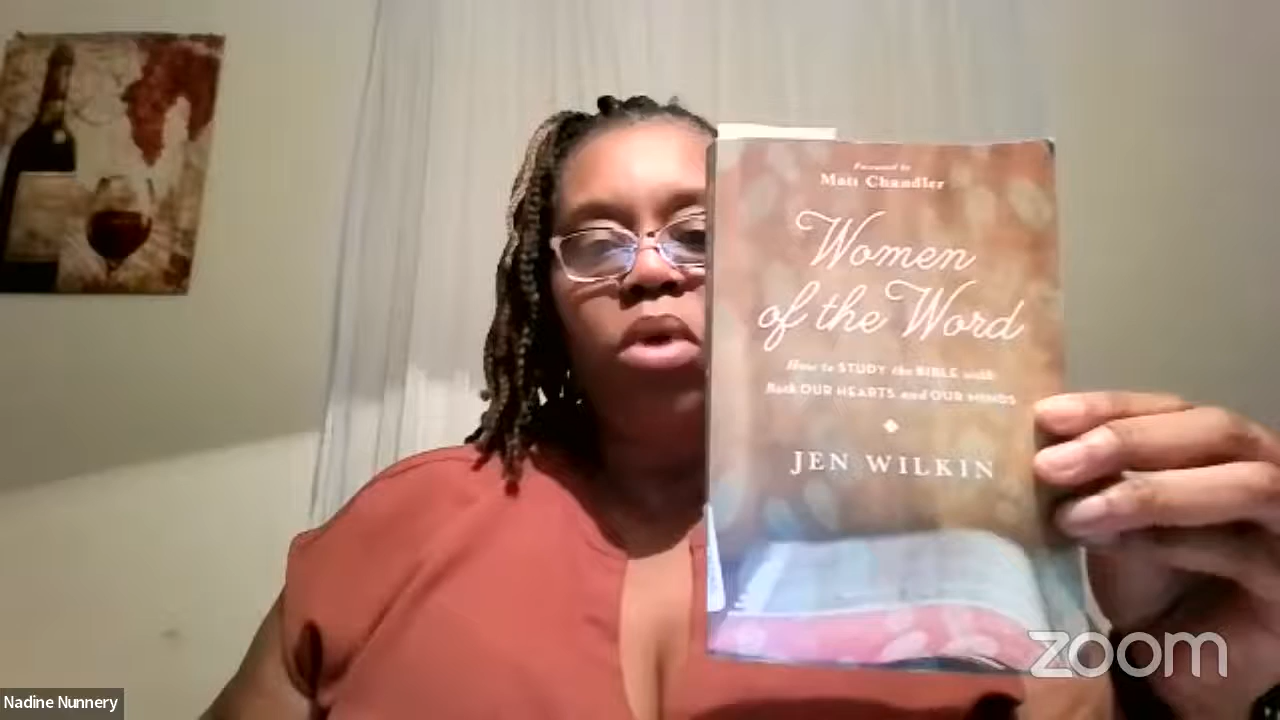 Foreword by
Matt Chandler
Women
of the Word
How to STUDY the BIBLE with
Both OUR HEARTS and OUR MINDS
JEN WILKIN
zoom
Nadine Nunnery